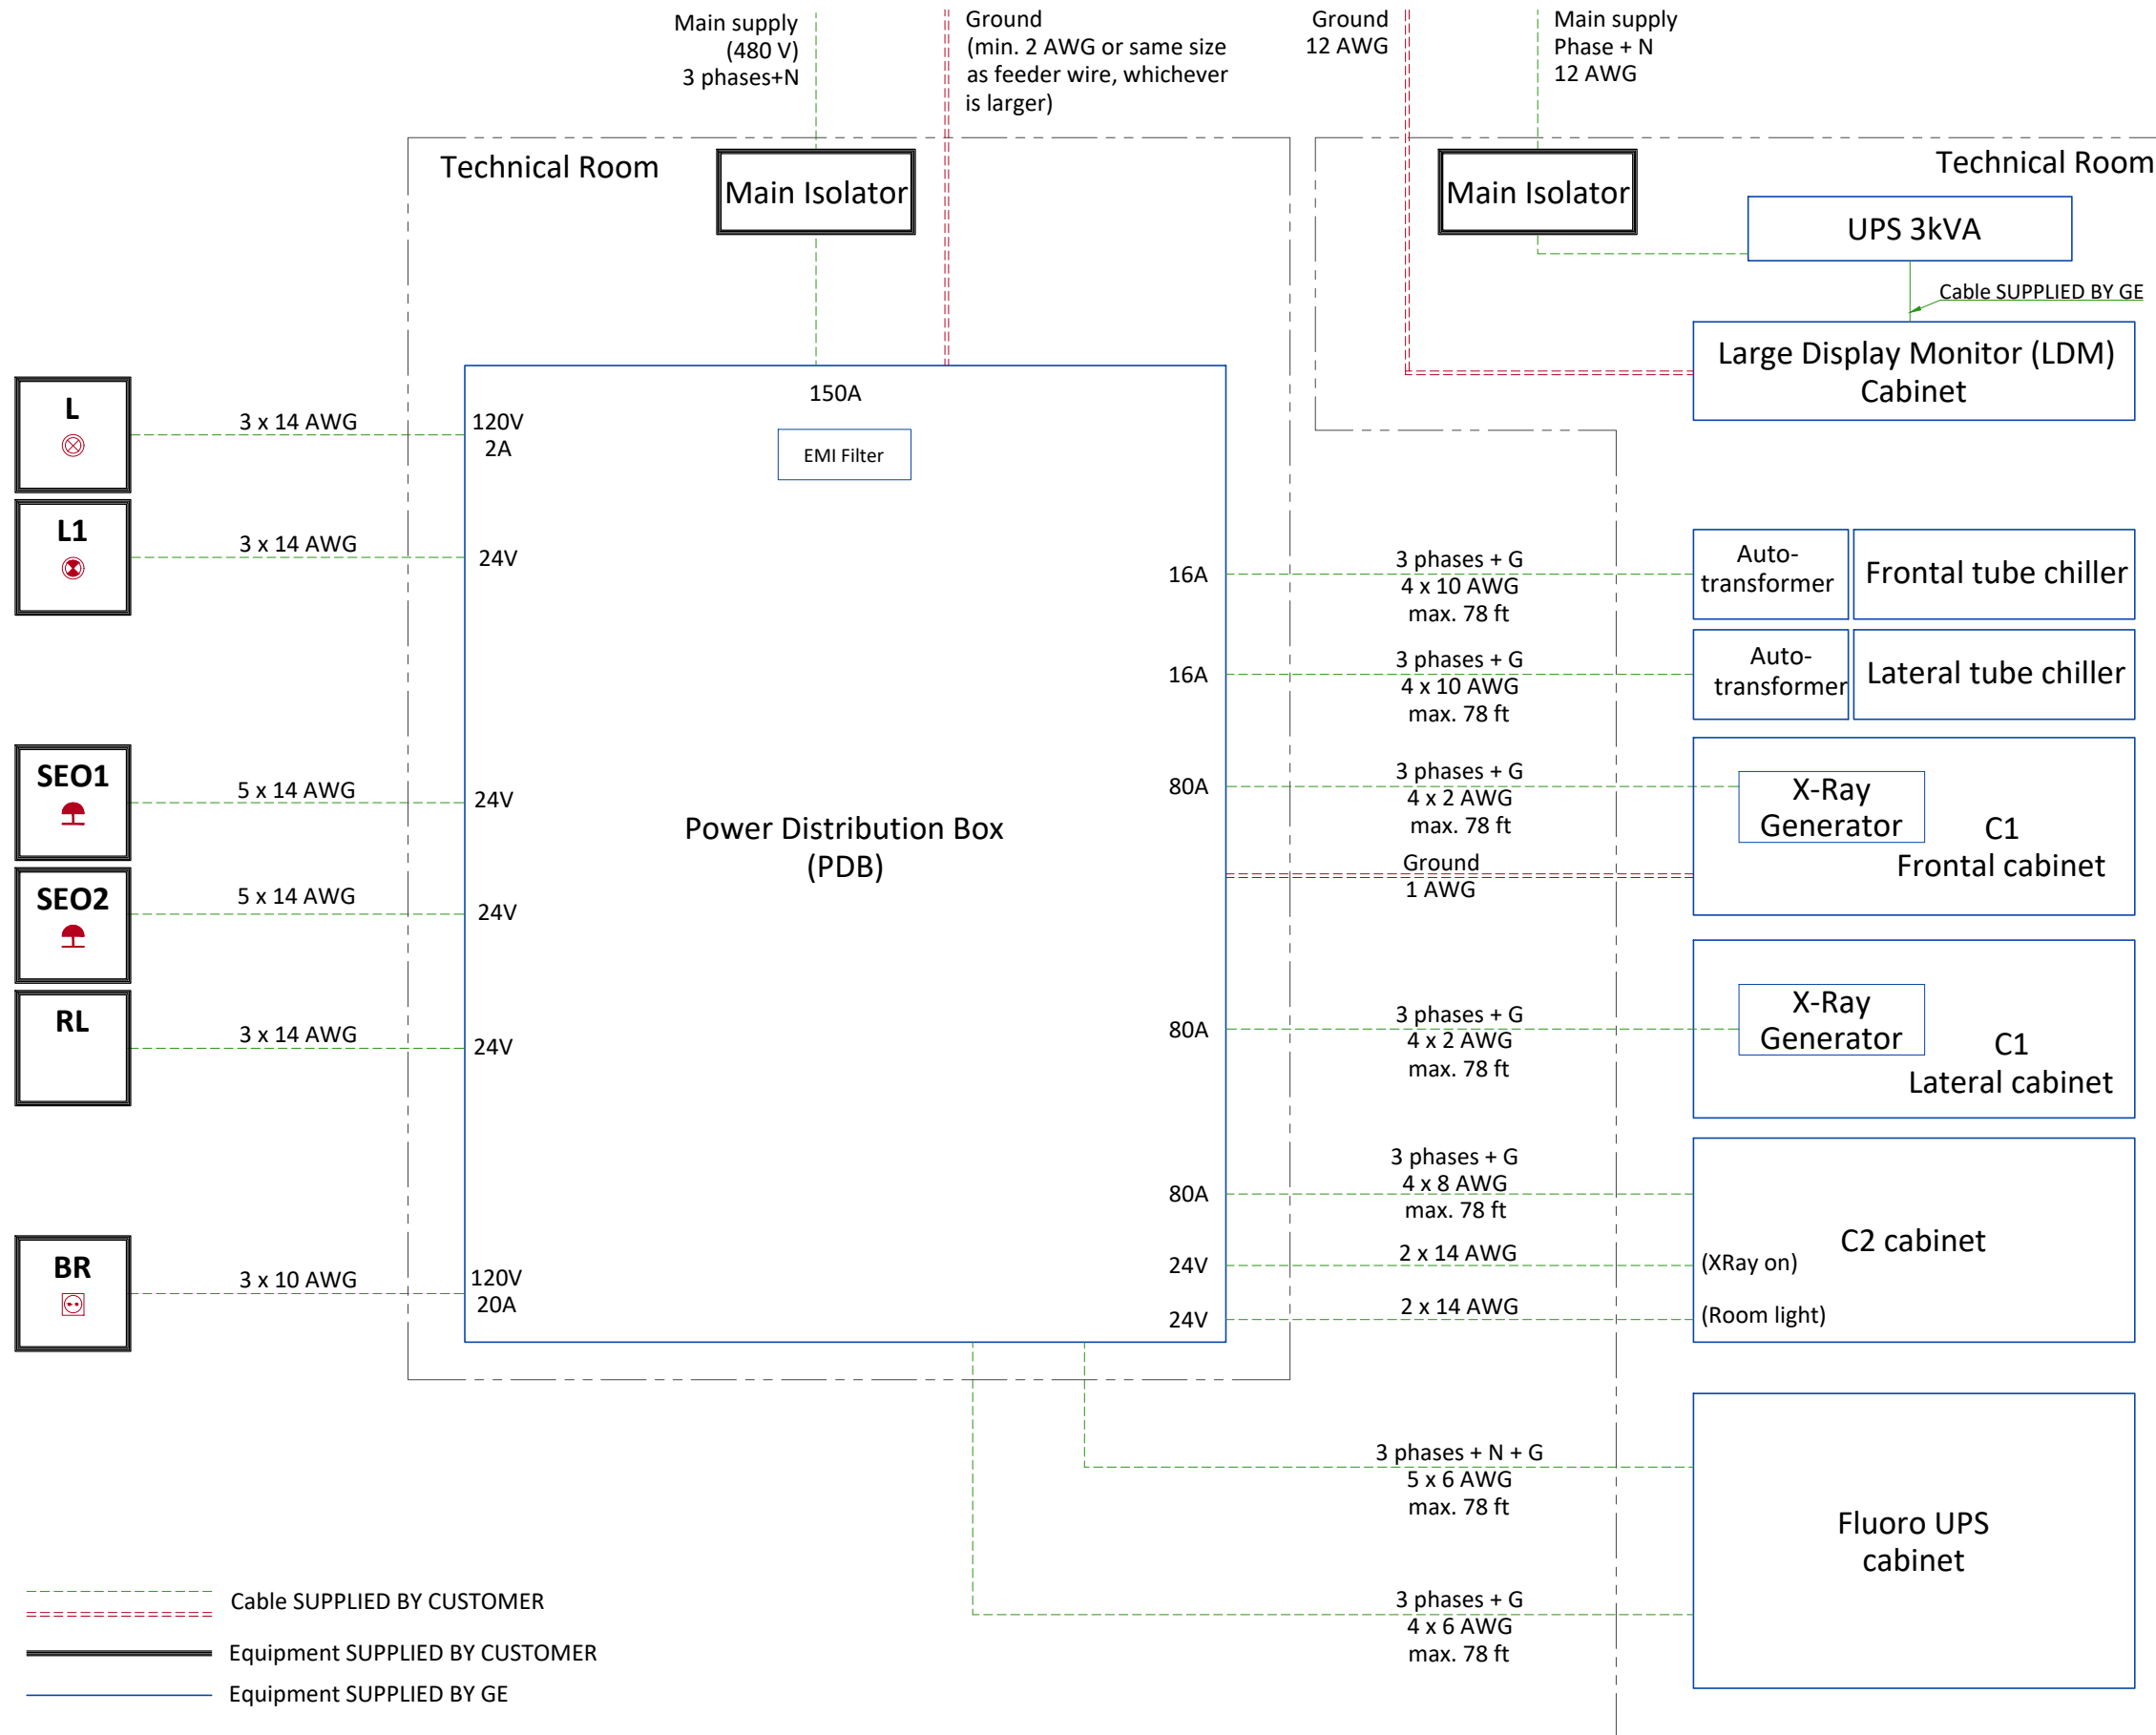 Main supply
(480 V)
3 phases+N
Ground
(min. 2 AWG or same size
as feeder wire, whichever
is larger)
Ground
12 AWG
Main supply
Phase + N
12 AWG
Technical Room
Main Isolator
Main Isolator
Technical Room
UPS 3kVA
Cable SUPPLIED BY GE
Large Display Monitor (LDM)
Cabinet
L
3 x 14 AWG
120V
2A
150A
EMI Filter
L1
3 x 14 AWG
24V
16A
3 phases + G
4 x 10 AWG
max. 78 ft
Auto-
transformer
Frontal tube chiller
16A
3 phases + G
4 x 10 AWG
max. 78 ft
Auto-
transformer
Lateral tube chiller
SEO1
5 x 14 AWG
24V
Power Distribution Box
(PDB)
80A
3 phases + G
4 x 2 AWG
max. 78 ft
X-Ray
Generator
C1
Frontal cabinet
Ground
1 AWG
SEO2
5 x 14 AWG
24V
RL
3 x 14 AWG
24V
80A
3 phases + G
4 x 2 AWG
max. 78 ft
X-Ray
Generator
C1
Lateral cabinet
80A
3 phases + G
4 x 8 AWG
max. 78 ft
C2 cabinet
BR
3 x 10 AWG
120V
20A
24V
2 x 14 AWG
(XRay on)
24V
2 x 14 AWG
(Room light)
3 phases + N + G
5 x 6 AWG
max. 78 ft
Fluoro UPS
cabinet
3 phases + G
4 x 6 AWG
max. 78 ft
Cable SUPPLIED BY CUSTOMER
Equipment SUPPLIED BY CUSTOMER
Equipment SUPPLIED BY GE